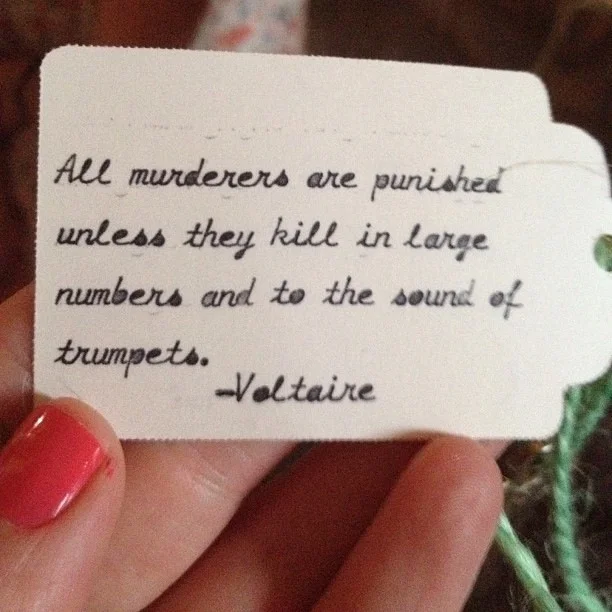 All murderers are punished
unless they kill in large
numbers and to the sound of
trumpets.
-Voltaire